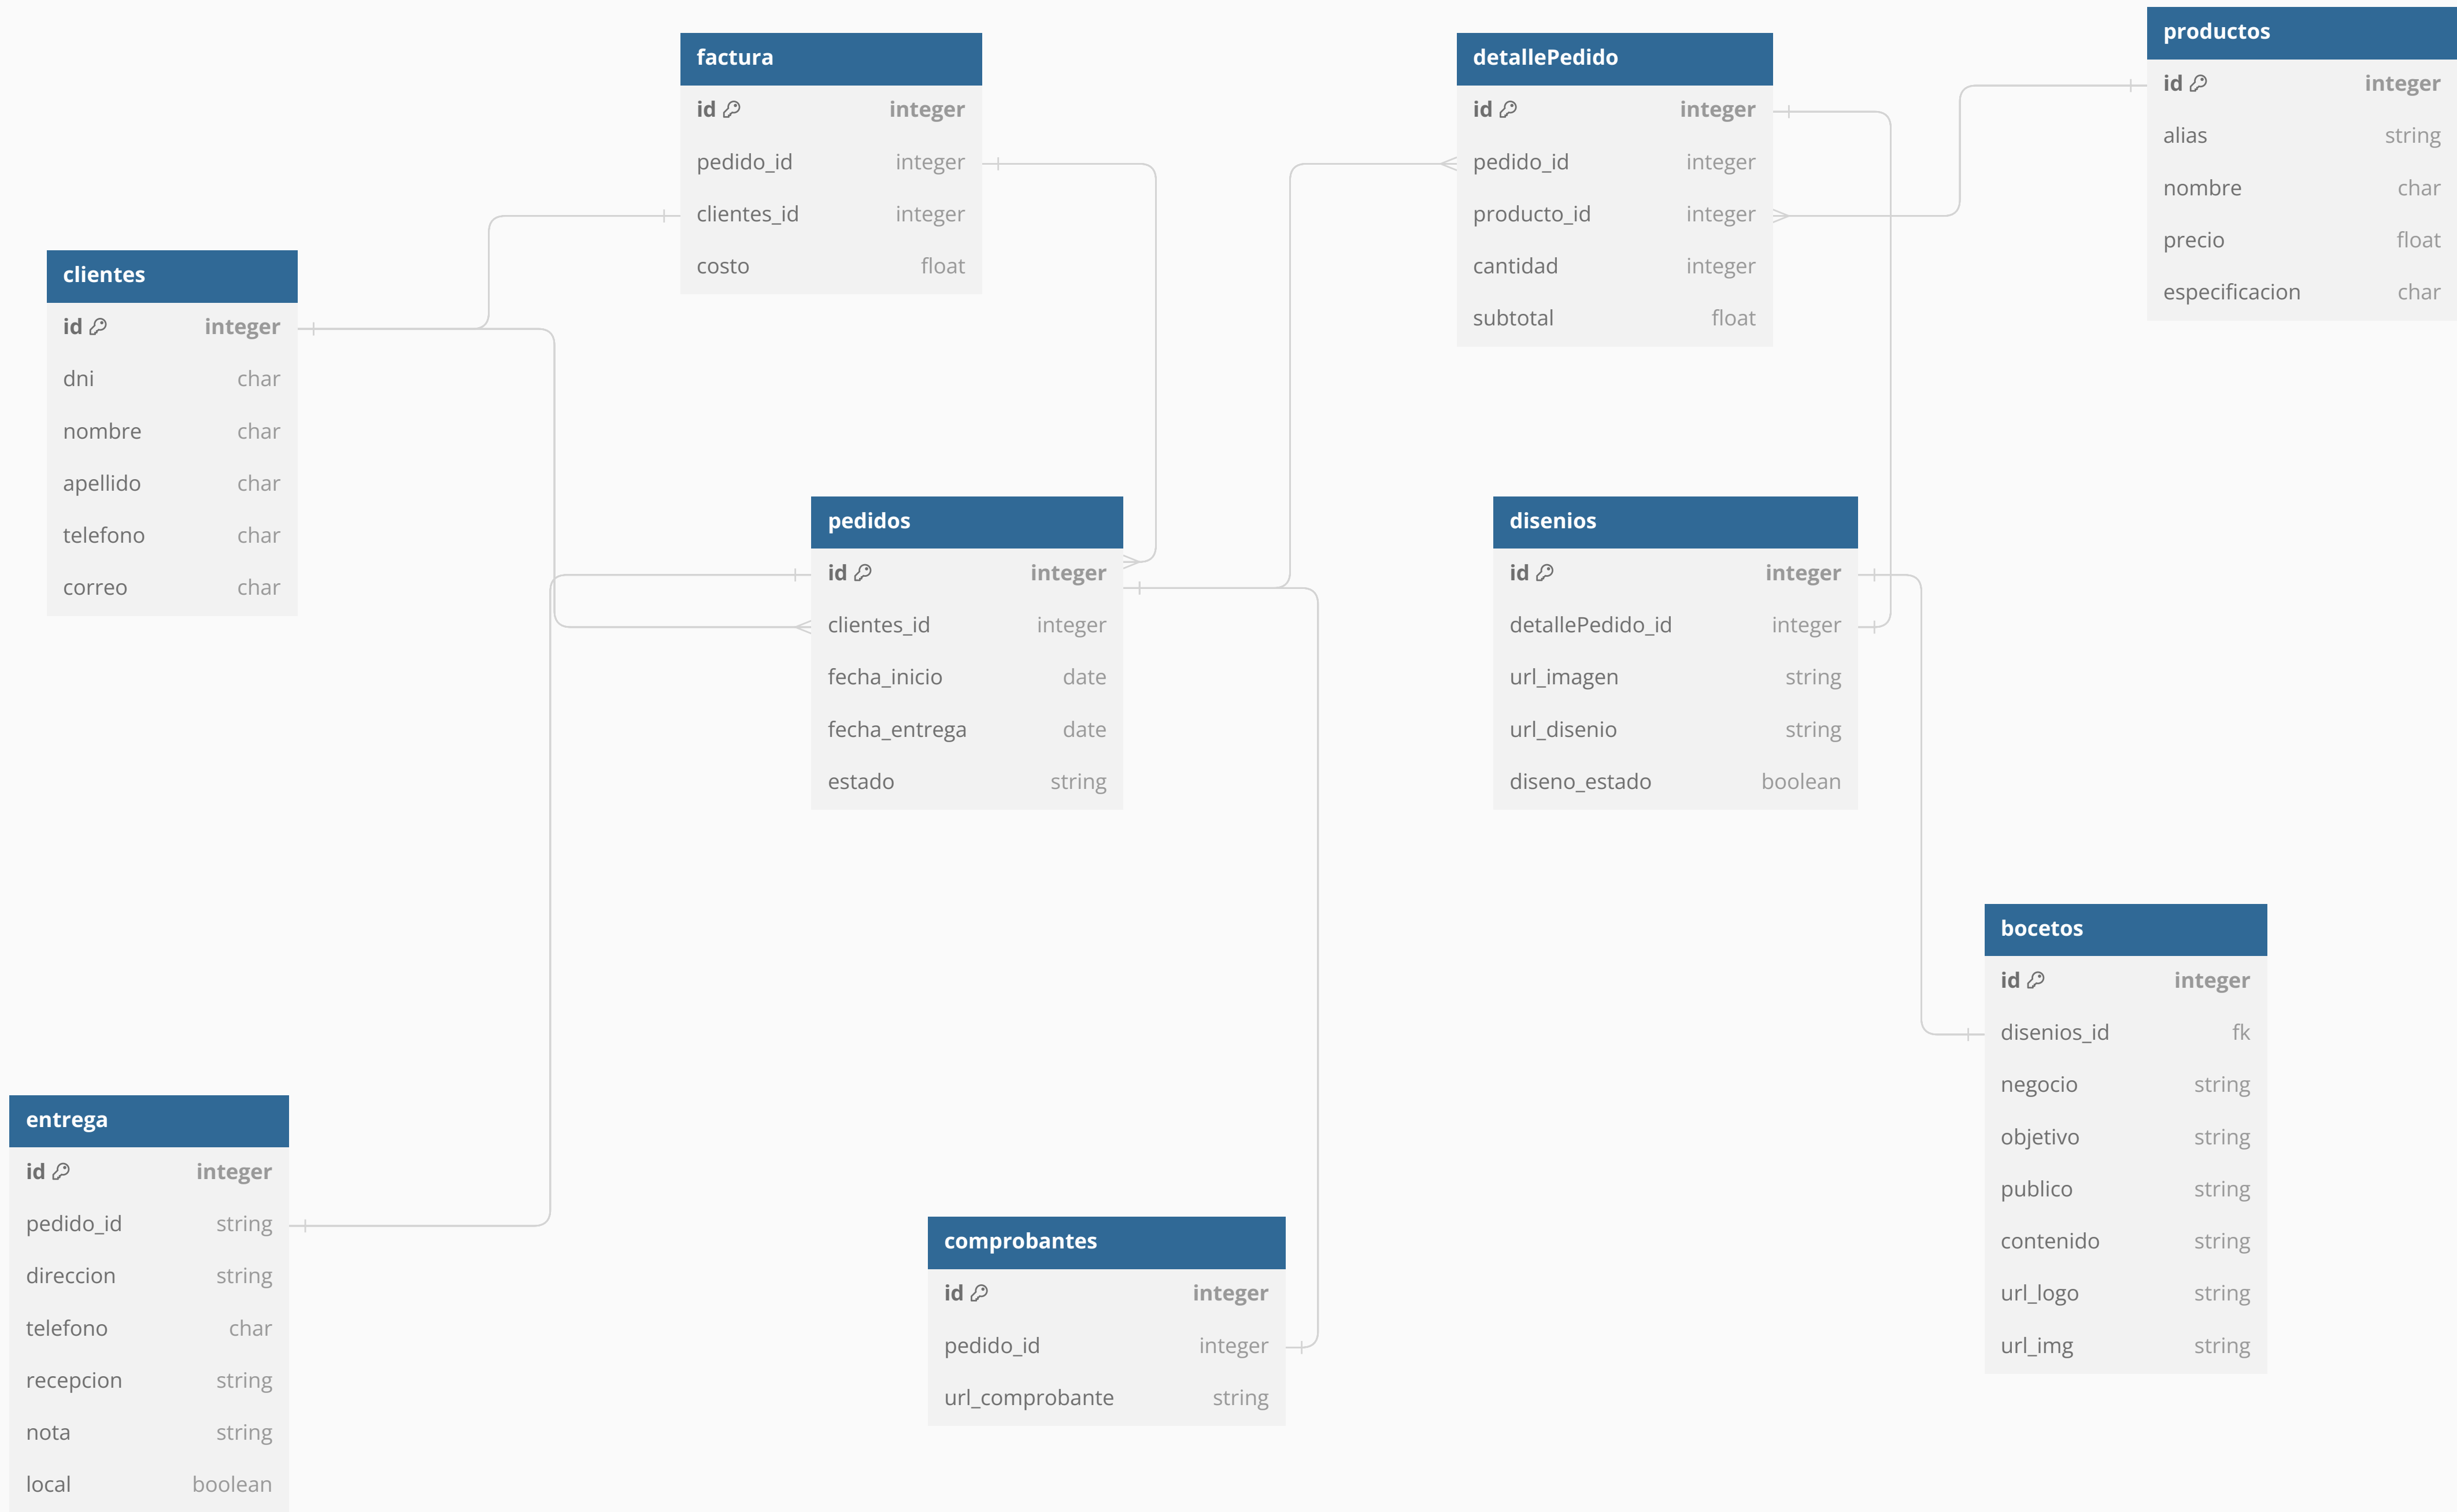 factura
id integer
pedido_id integer
clientes_id integer
costo float
detallePedido
id integer
pedido_id integer
producto_id integer
cantidad integer
subtotal float
productos
id integer
alias string
nombre char
precio float
especificacion char
clientes
id integer
dni char
nombre char
apellido char
telefono char
correo char
pedidos
id integer
clientes_id integer
fecha_inicio date
fecha_entrega date
estado string
disenios
id integer
detallePedido_id integer
url_imagen string
url_disenio string
diseno_estado boolean
bocetos
id integer
disenios_id fk
negocio string
objetivo string
publico string
contenido string
url_logo string
url_img string
entrega
id integer
pedido_id string
direccion string
telefono char
recepcion string
nota string
local boolean
comprobantes
id integer
pedido_id integer
url_comprobante string